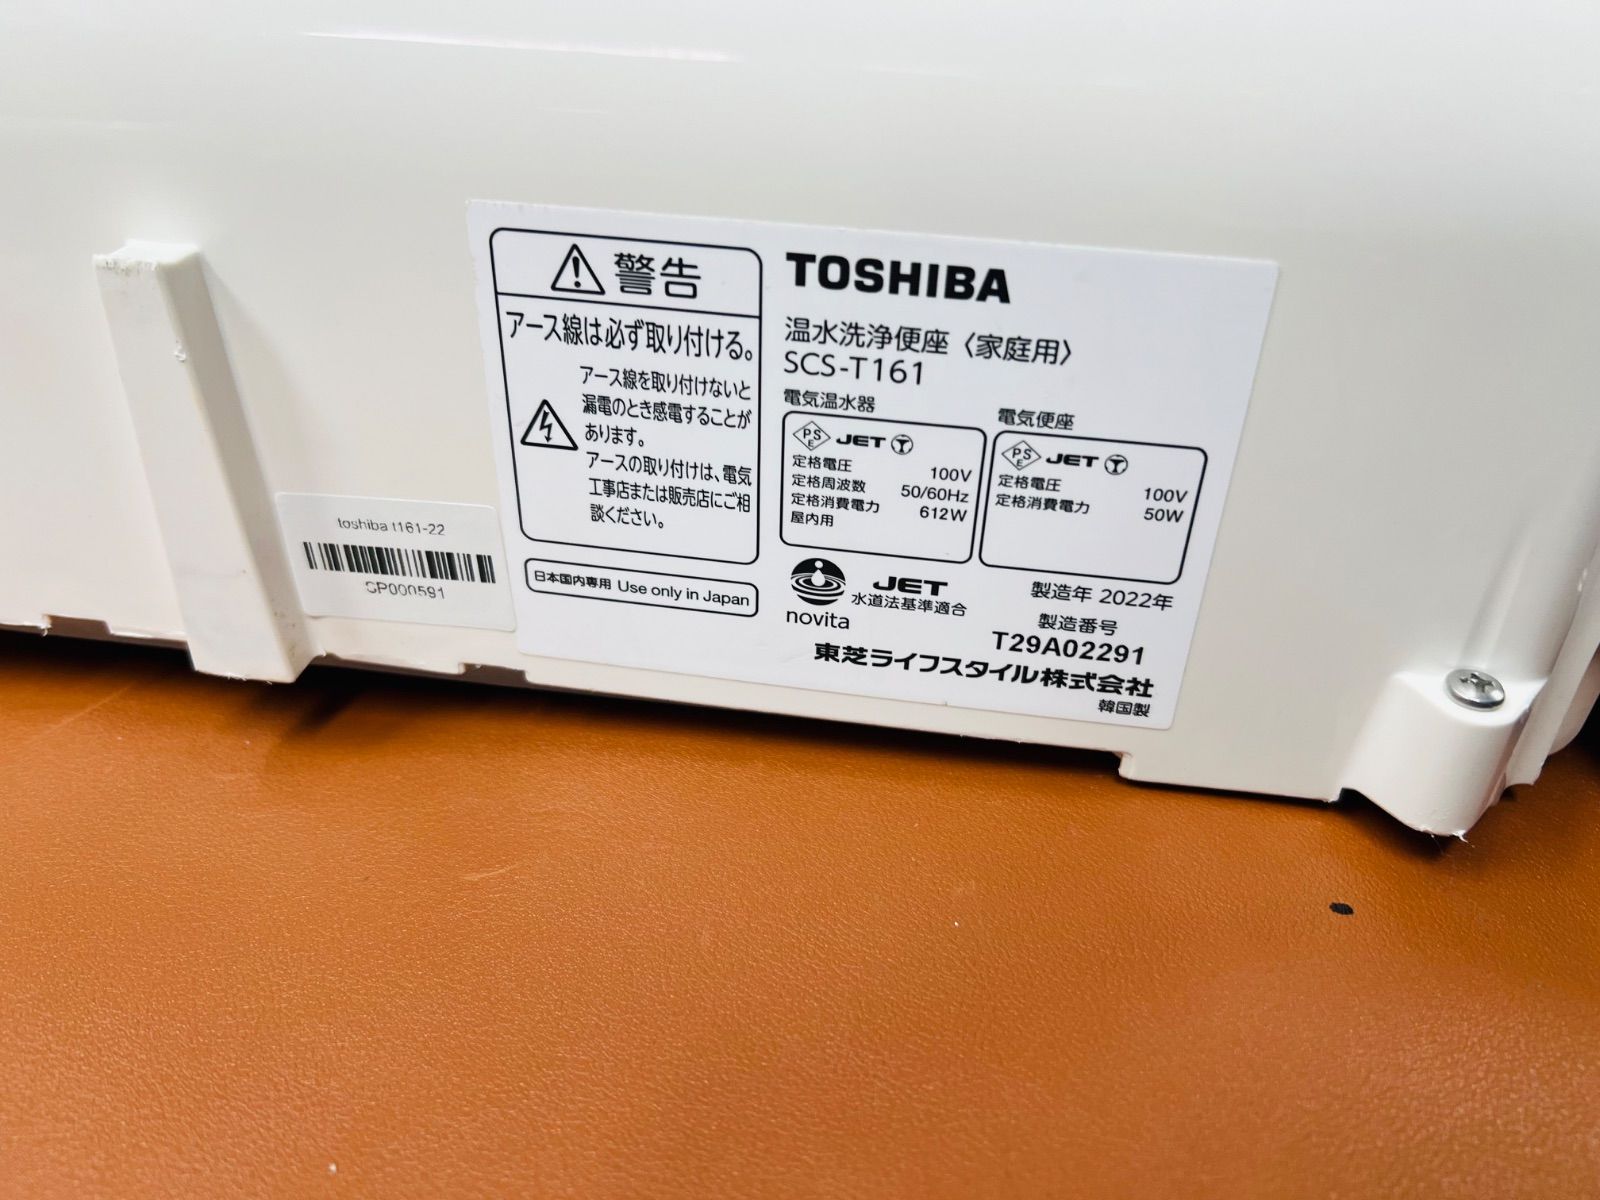 警告
アース線は必ず取り付ける。
アース線を取り付けないと
漏電のとき感電することが
あります。
アースの取り付けは、電気
工事店または販売店にご相
談ください。
日本国内専用 Use only in Japan
TOSHIBA
温水洗浄便座〈家庭用〉
SCS-T161
電気温水器
PS
E
JET
定格電圧 100V
定格周波数 50/60Hz
定格消費電力 612W
屋内用
電気便座
PS
E
JET
定格電圧 100V
定格消費電力 50W
novita
JET
水道法基準適合
製造年 2022年
製造番号
T29A02291
東芝ライフスタイル株式会社
韓国製
toshiba t161-22
SP000591